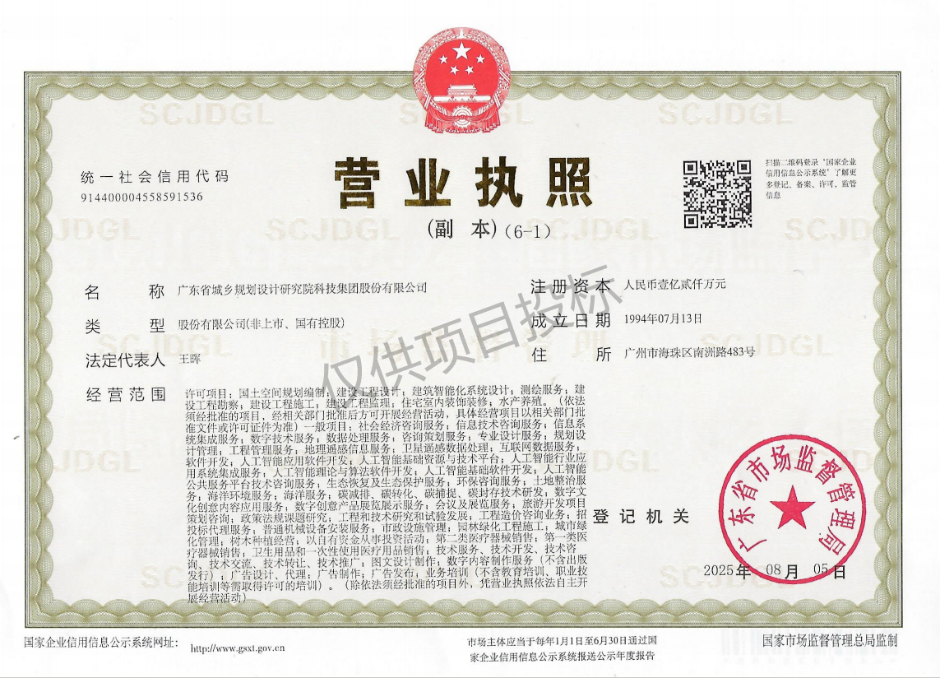 统一社会信用代码
914400004558591536
营业执照
(副 本)(6-1)
扫描二维码登录‘国家企业
信用信息公示系统’了解更
多登记、备案、许可、监管
信息
名 称 广东省城乡规划设计研究院科技集团股份有限公司
类 型 股份有限公司(非上市、国有控股)
法定代表人 王晖
经营范围 许可项目：国土空间规划编制；建设工程设计；建筑智能化系统设计；测绘服务；建
设工程勘察；建设工程施工；建设工程监理；住宅室内装饰装修；水产养殖。（依法
须经批准的项目，经相关部门批准后方可开展经营活动，具体经营项目以相关部门批
准文件或许可证件为准）一般项目：社会经济咨询服务；信息技术咨询服务；信息系
统集成服务；数字技术服务；数据处理服务；咨询策划服务；专业设计服务；规划设
计管理；工程管理服务；地理遥感信息服务；卫星遥感数据处理；互联网数据服务；
软件开发；人工智能应用软件开发；人工智能基础资源与技术平台；人工智能行业应
用系统集成服务；人工智能理论与算法软件开发；人工智能基础软件开发；人工智能
公共服务平台技术咨询服务；生态恢复及生态保护服务；环保咨询服务；土地整治服
务；海洋环境服务；海洋服务；碳减排、碳转化、碳捕捉、碳封存技术研发；数字文
化创意内容应用服务；数字创意产品展览展示服务；会议及展览服务；旅游开发项目
策划咨询；政策法规课题研究；工程和技术研究和试验发展；工程造价咨询业务；招
投标代理服务；普通机械设备安装服务；市政设施管理；园林绿化工程施工；城市绿
化管理；树木种植经营；以自有资金从事投资活动；第二类医疗器械销售；第一类医
疗器械销售；卫生用品和一次性使用医疗用品销售；技术服务、技术开发、技术咨
询、技术交流、技术转让、技术推广；图文设计制作；数字内容制作服务（不含出版
发行）；广告设计、代理；广告制作；广告发布；业务培训（不含教育培训、职业技
能培训等需取得许可的培训）。（除依法须经批准的项目外，凭营业执照依法自主开
展经营活动）
注册资本 人民币壹亿贰仟万元
成立日期 1994年07月13日
住 所 广州市海珠区南洲路483号
仅供项目投标
登记机关
广东省市场监督管理局
2025年 08月 05日
国家企业信用信息公示系统网址： http://www.gsxt.gov.cn
市场主体应当于每年1月1日至6月30日通过国
家企业信用信息公示系统报送公示年度报告
国家市场监督管理总局监制
SCJDGL